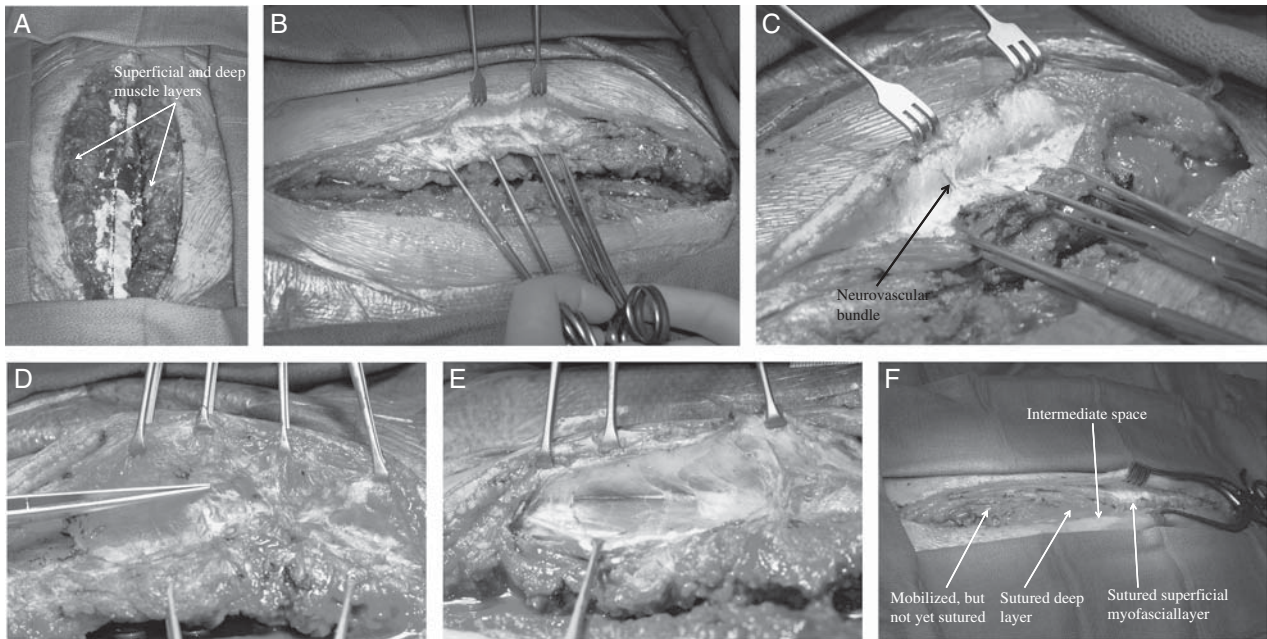 A
Superficial and deep
muscle layers
B
C
Neurovascular
bundle
D
E
F
Intermediate space
Mobilized, but
not yet sutured
Sutured deep
layer
Sutured superficial
myofasciallayer